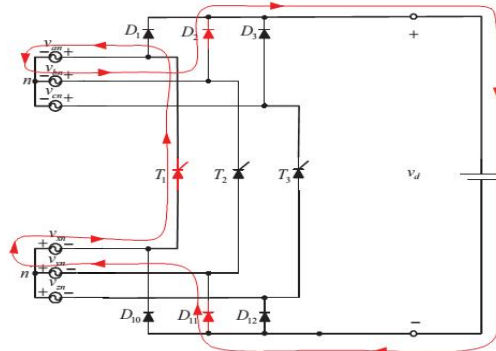 D1 D2 D3
van
− +
+
n
vbn
− +
vcn
− +
T1 T2 T3
vd
vxn
+ −
n
vyn
+ −
vzn
+ −
D10 D11 D12
−